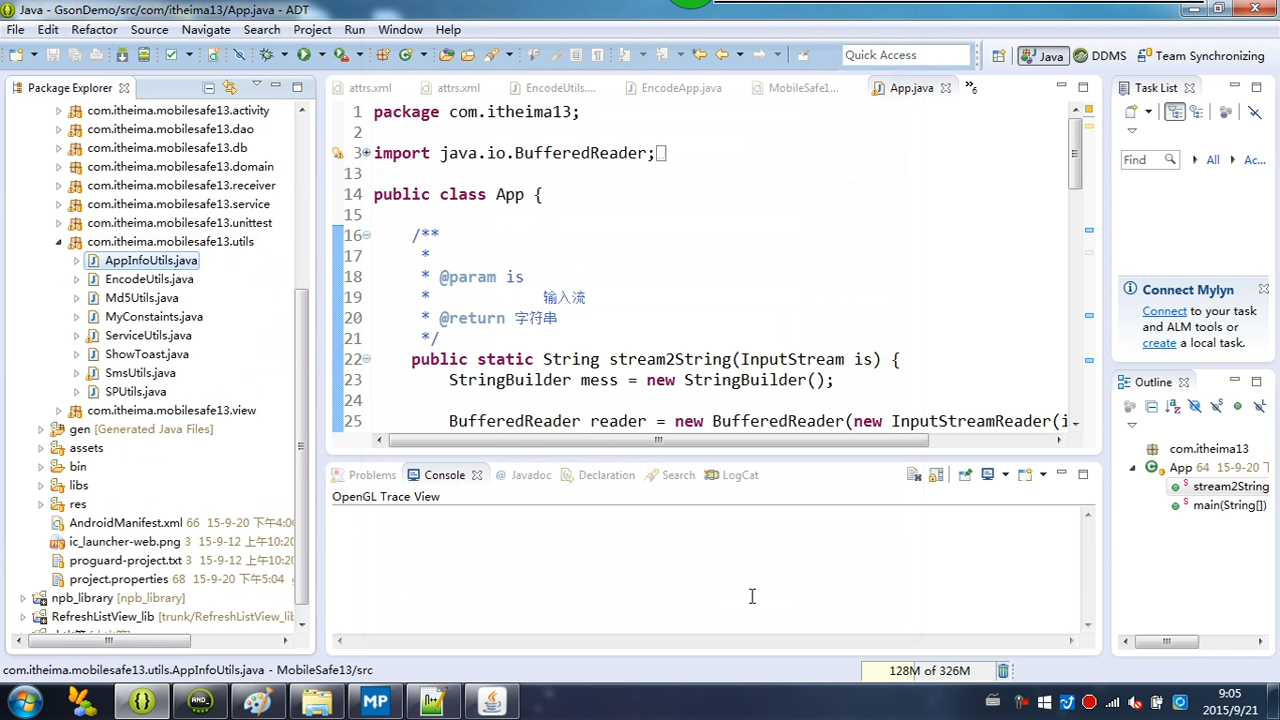 Java - GsonDemo/src/com/itheima13/App.java - ADT
File Edit Refactor Source Navigate Search Project Run Window Help
Quick Access
Java DDMS Team Synchronizing
Package Explorer
com.itheima.mobilesafe13.activity
com.itheima.mobilesafe13.dao
com.itheima.mobilesafe13.db
com.itheima.mobilesafe13.domain
com.itheima.mobilesafe13.receiver
com.itheima.mobilesafe13.service
com.itheima.mobilesafe13.unittest
com.itheima.mobilesafe13.utils
AppInfoUtils.java
EncodeUtils.java
Md5Utils.java
MyConstaints.java
ServiceUtils.java
ShowToast.java
SmsUtils.java
SPUtils.java
com.itheima.mobilesafe13.view
gen [Generated Java Files]
assets
bin
libs
res
AndroidManifest.xml 66 15-9-20 下午4:0
ic_launcher-web.png 3 15-9-12 上午10:20
proguard-project.txt 3 15-9-12 上午10:20
project.properties 68 15-9-20 下午5:04
npb_library [npb_library]
RefreshListView_lib [trunk/RefreshListView_lib
attrs.xml attrs.xml EncodeUtils.... EncodeApp.java MobileSafe1... App.java »6
1 package com.itheima13;
2
3 import java.io.BufferedReader;
13
14 public class App {
15
16 /**
17 *
18 * @param is
19 * 输入流
20 * @return 字符串
21 */
22 public static String stream2String(InputStream is) {
23 StringBuilder mess = new StringBuilder();
24
25 BufferedReader reader = new BufferedReader(new InputStreamReader(i
Problems Console Javadoc Declaration Search LogCat
OpenGL Trace View
Task List
Find All Ac...
Connect Mylyn
Connect to your task
and ALM tools or
create a local task.
Outline
com.itheima13
App 64 15-9-20
stream2String
main(String[])
com.itheima.mobilesafe13.utils.AppInfoUtils.java - MobileSafe13/src
128M of 326M
AND_
MP
9:05
2015/9/21